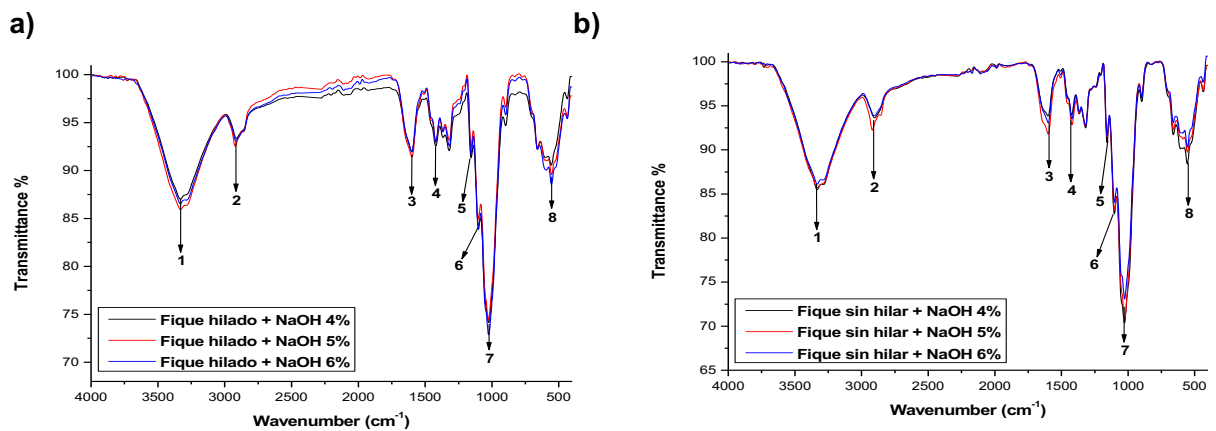 a)
Transmittance %
100
95
90
85
80
75
70
1
2
3
4
5
6
7
8
Fique hilado + NaOH 4%
Fique hilado + NaOH 5%
Fique hilado + NaOH 6%
4000 3500 3000 2500 2000 1500 1000 500
Wavenumber (cm⁻¹)
b)
Transmittance %
100
95
90
85
80
75
70
65
1
2
3
4
5
6
7
8
Fique sin hilar + NaOH 4%
Fique sin hilar + NaOH 5%
Fique sin hilar + NaOH 6%
4000 3500 3000 2500 2000 1500 1000 500
Wavenumber (cm⁻¹)